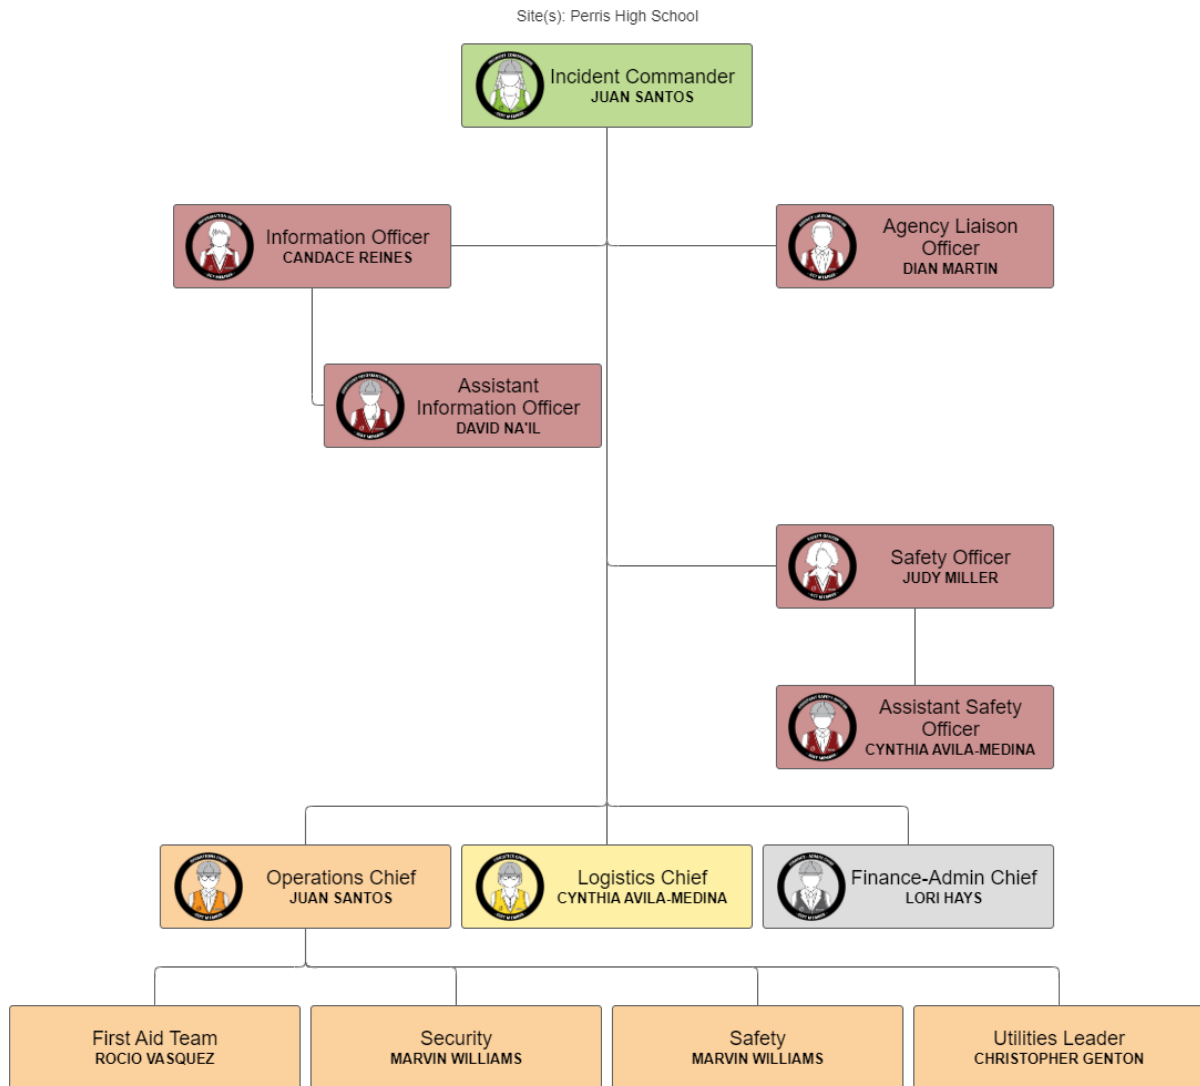 Site(s): Perris High School
Incident Commander
JUAN SANTOS
Information Officer
CANDACE REINES
Agency Liaison
Officer
DIAN MARTIN
Assistant
Information Officer
DAVID NA'IL
Safety Officer
JUDY MILLER
Assistant Safety
Officer
CYNTHIA AVILA-MEDINA
Operations Chief
JUAN SANTOS
Logistics Chief
CYNTHIA AVILA-MEDINA
Finance-Admin Chief
LORI HAYS
First Aid Team
ROCIO VASQUEZ
Security
MARVIN WILLIAMS
Safety
MARVIN WILLIAMS
Utilities Leader
CHRISTOPHER GENTON